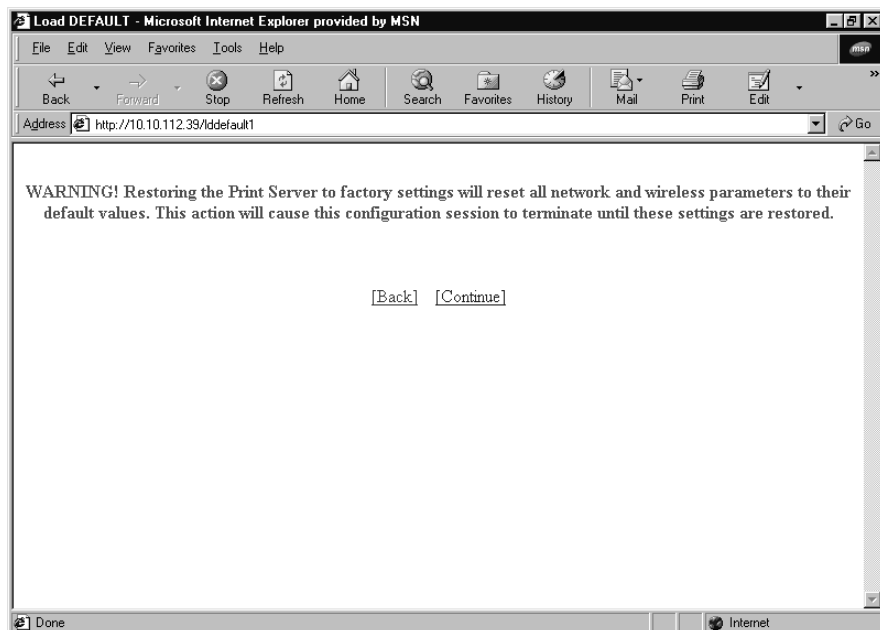 Load DEFAULT - Microsoft Internet Explorer provided by MSN
File Edit View Favorites Tools Help
msn
Back Forward Stop Refresh Home Search Favorites History Mail Print Edit »
Address http://10.10.112.39/lddefault1 Go
WARNING! Restoring the Print Server to factory settings will reset all network and wireless parameters to their
default values. This action will cause this configuration session to terminate until these settings are restored.
[Back] [Continue]
Done Internet